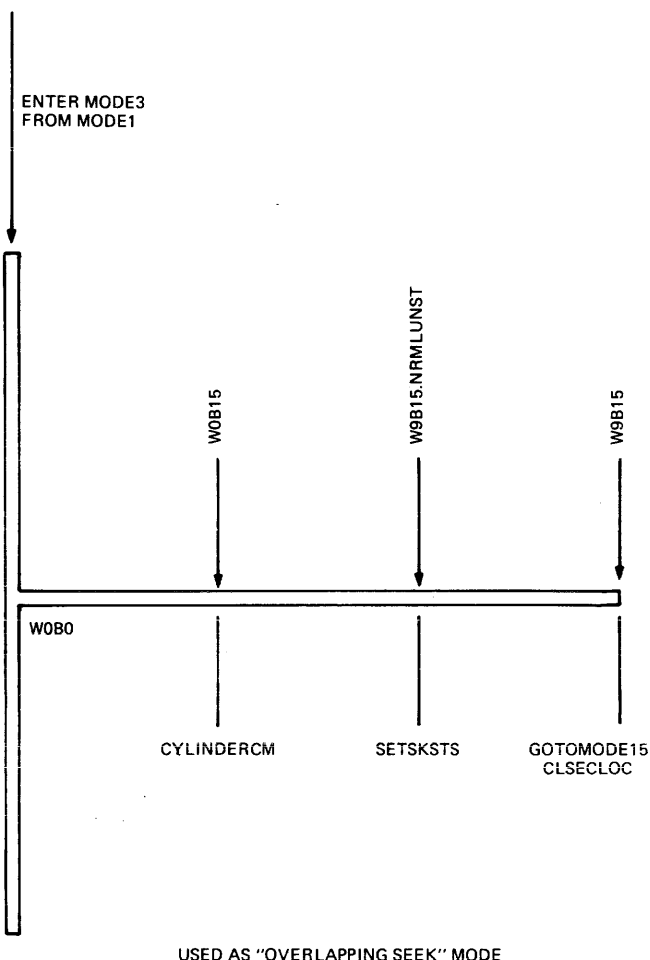 ENTER MODE3
FROM MODE1
W0B15
W9B15.NRMLUNST
W9B15
W0B0
CYLINDERCM
SETSKSTS
GOTOMODE15
CLSECLOC
USED AS "OVERLAPPING SEEK" MODE